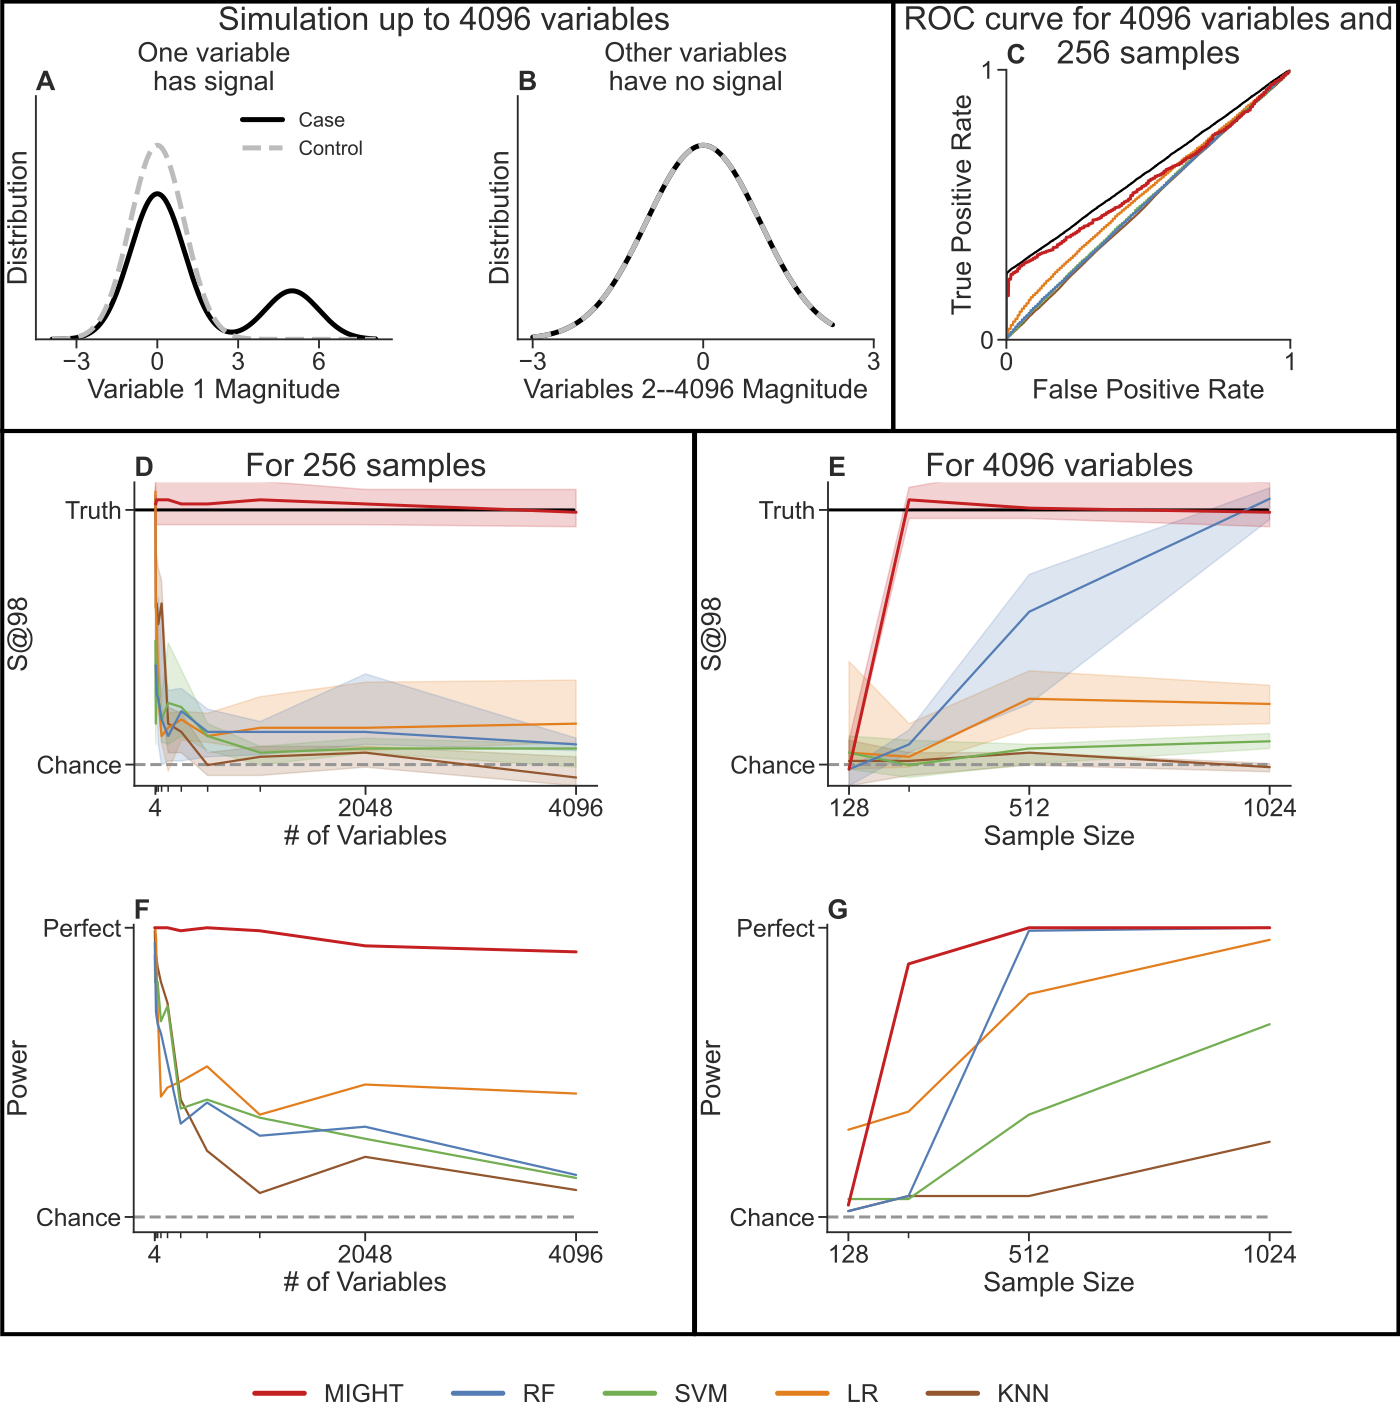 Simulation up to 4096 variables
A
One variable
has signal
Case
Control
Distribution
−3 0 3 6
Variable 1 Magnitude
B
Other variables
have no signal
Distribution
−3 0 3
Variables 2--4096 Magnitude
ROC curve for 4096 variables and
C 256 samples
True Positive Rate
1
0
0 1
False Positive Rate
D For 256 samples
Truth
S@98
Chance
4 2048 4096
# of Variables
E For 4096 variables
Truth
S@98
Chance
128 512 1024
Sample Size
F
Perfect
Power
Chance
4 2048 4096
# of Variables
G
Perfect
Power
Chance
128 512 1024
Sample Size
MIGHT RF SVM LR KNN